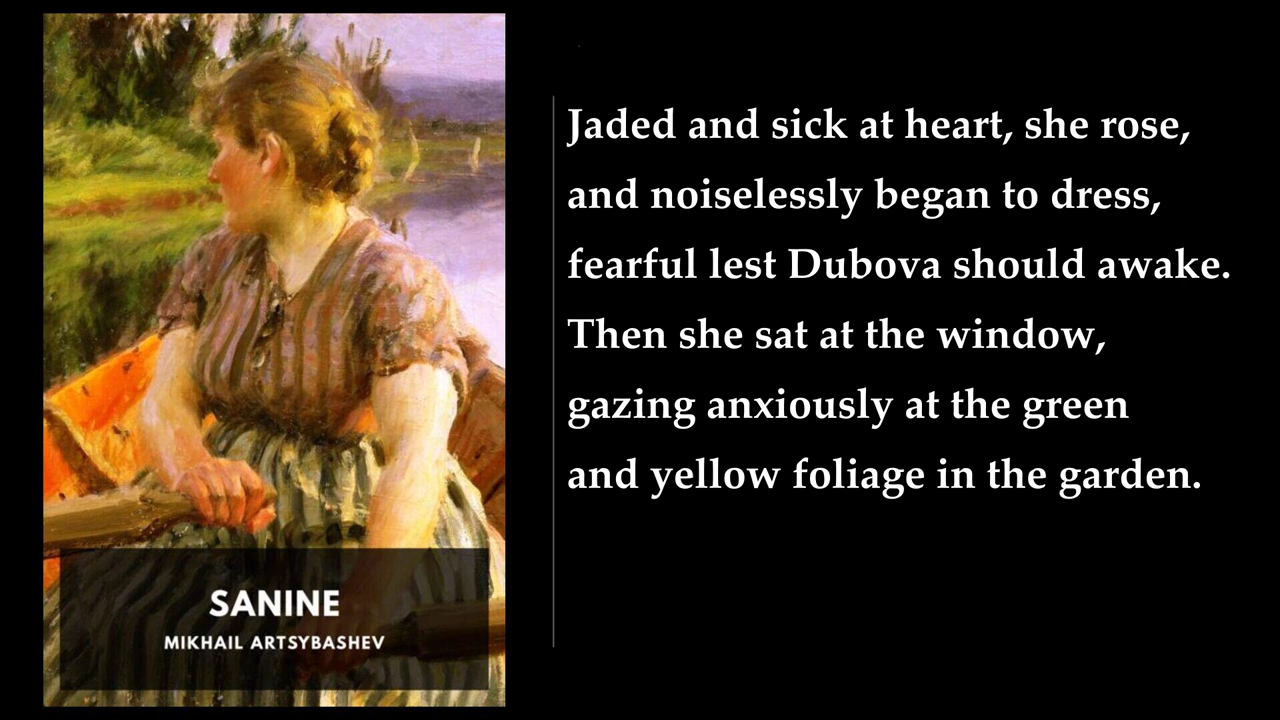 SANINE
MIKHAIL ARTSYBASHEV
Jaded and sick at heart, she rose,
and noiselessly began to dress,
fearful lest Dubova should awake.
Then she sat at the window,
gazing anxiously at the green
and yellow foliage in the garden.